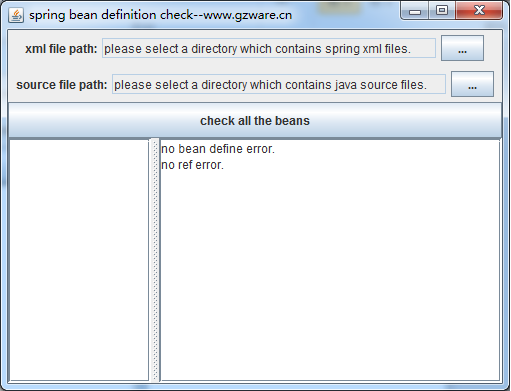 spring bean definition check--www.gzware.cn
xml file path: please select a directory which contains spring xml files. ...
source file path: please select a directory which contains java source files. ...
check all the beans
no bean define error.
no ref error.